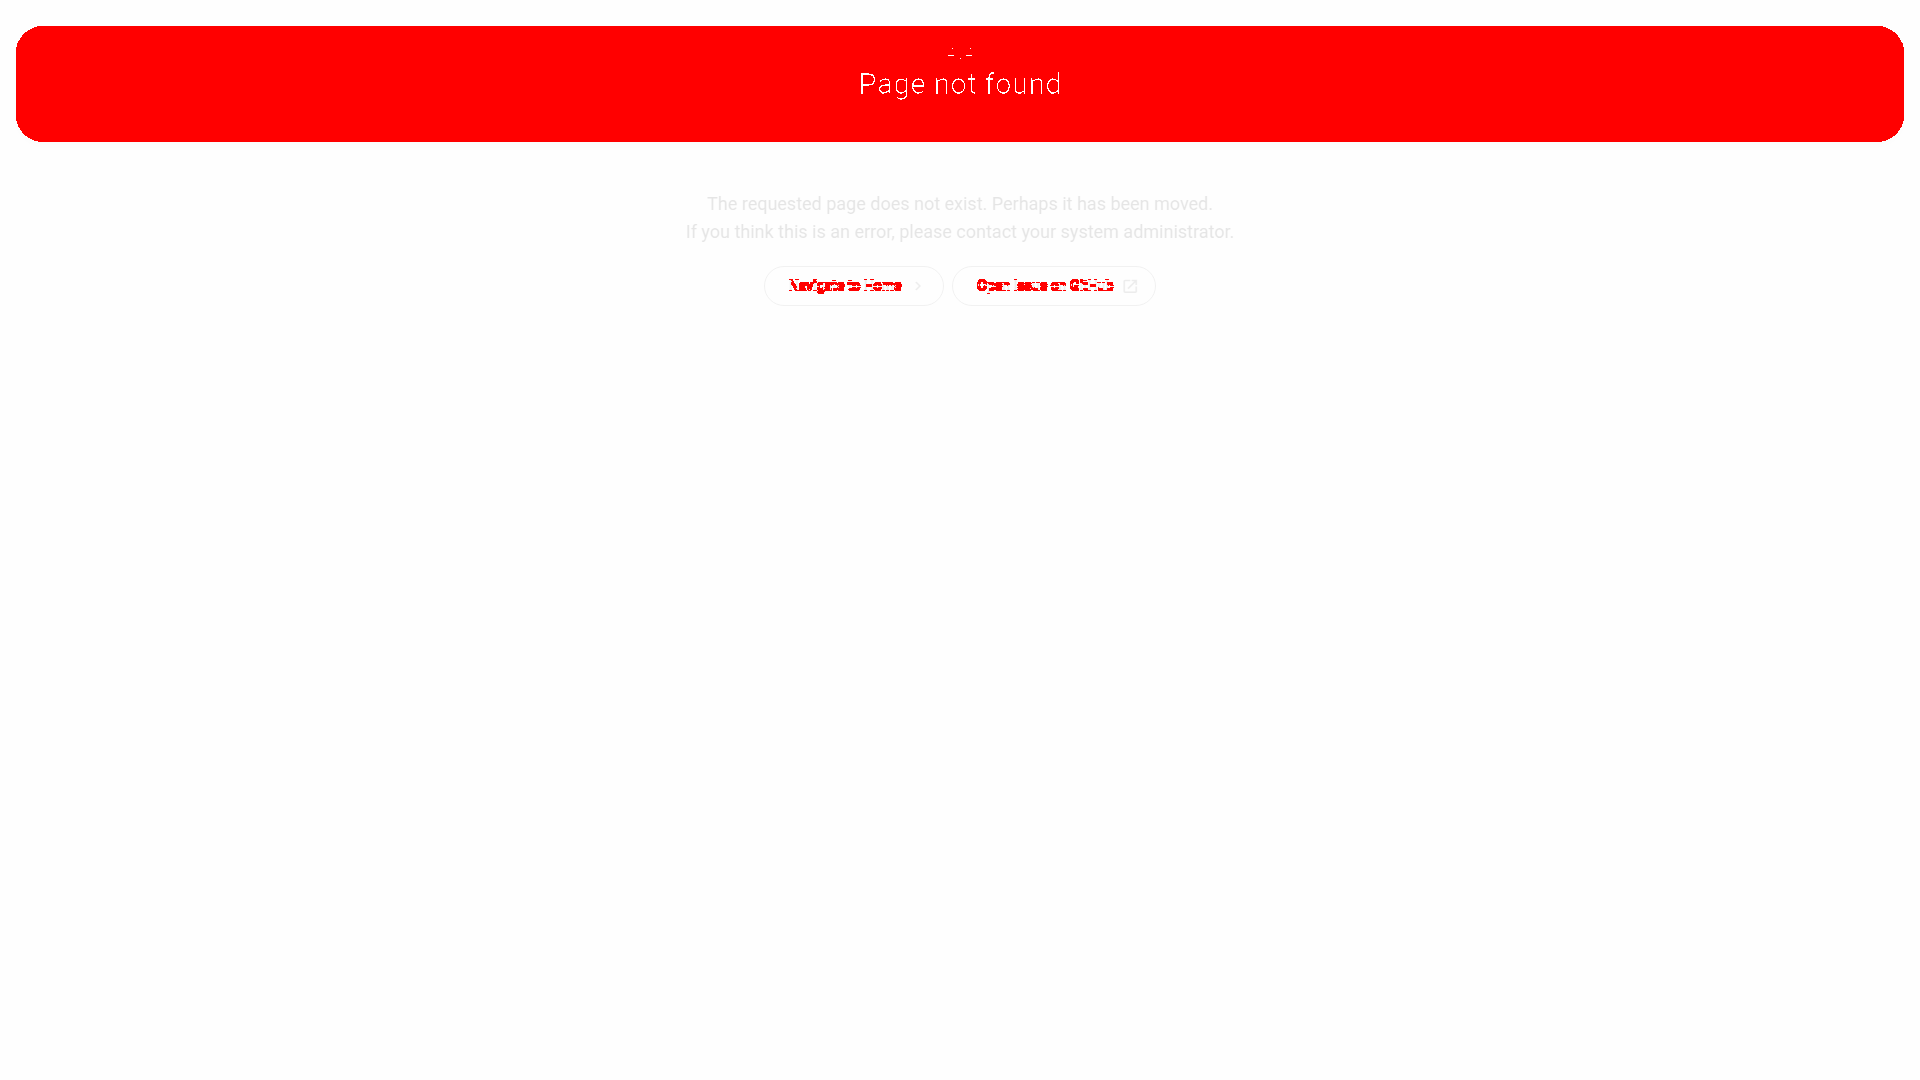 Page not found
The requested page does not exist. Perhaps it has been moved.
If you think this is an error, please contact your system administrator.
Navigate to Home
Open issue on GitHub